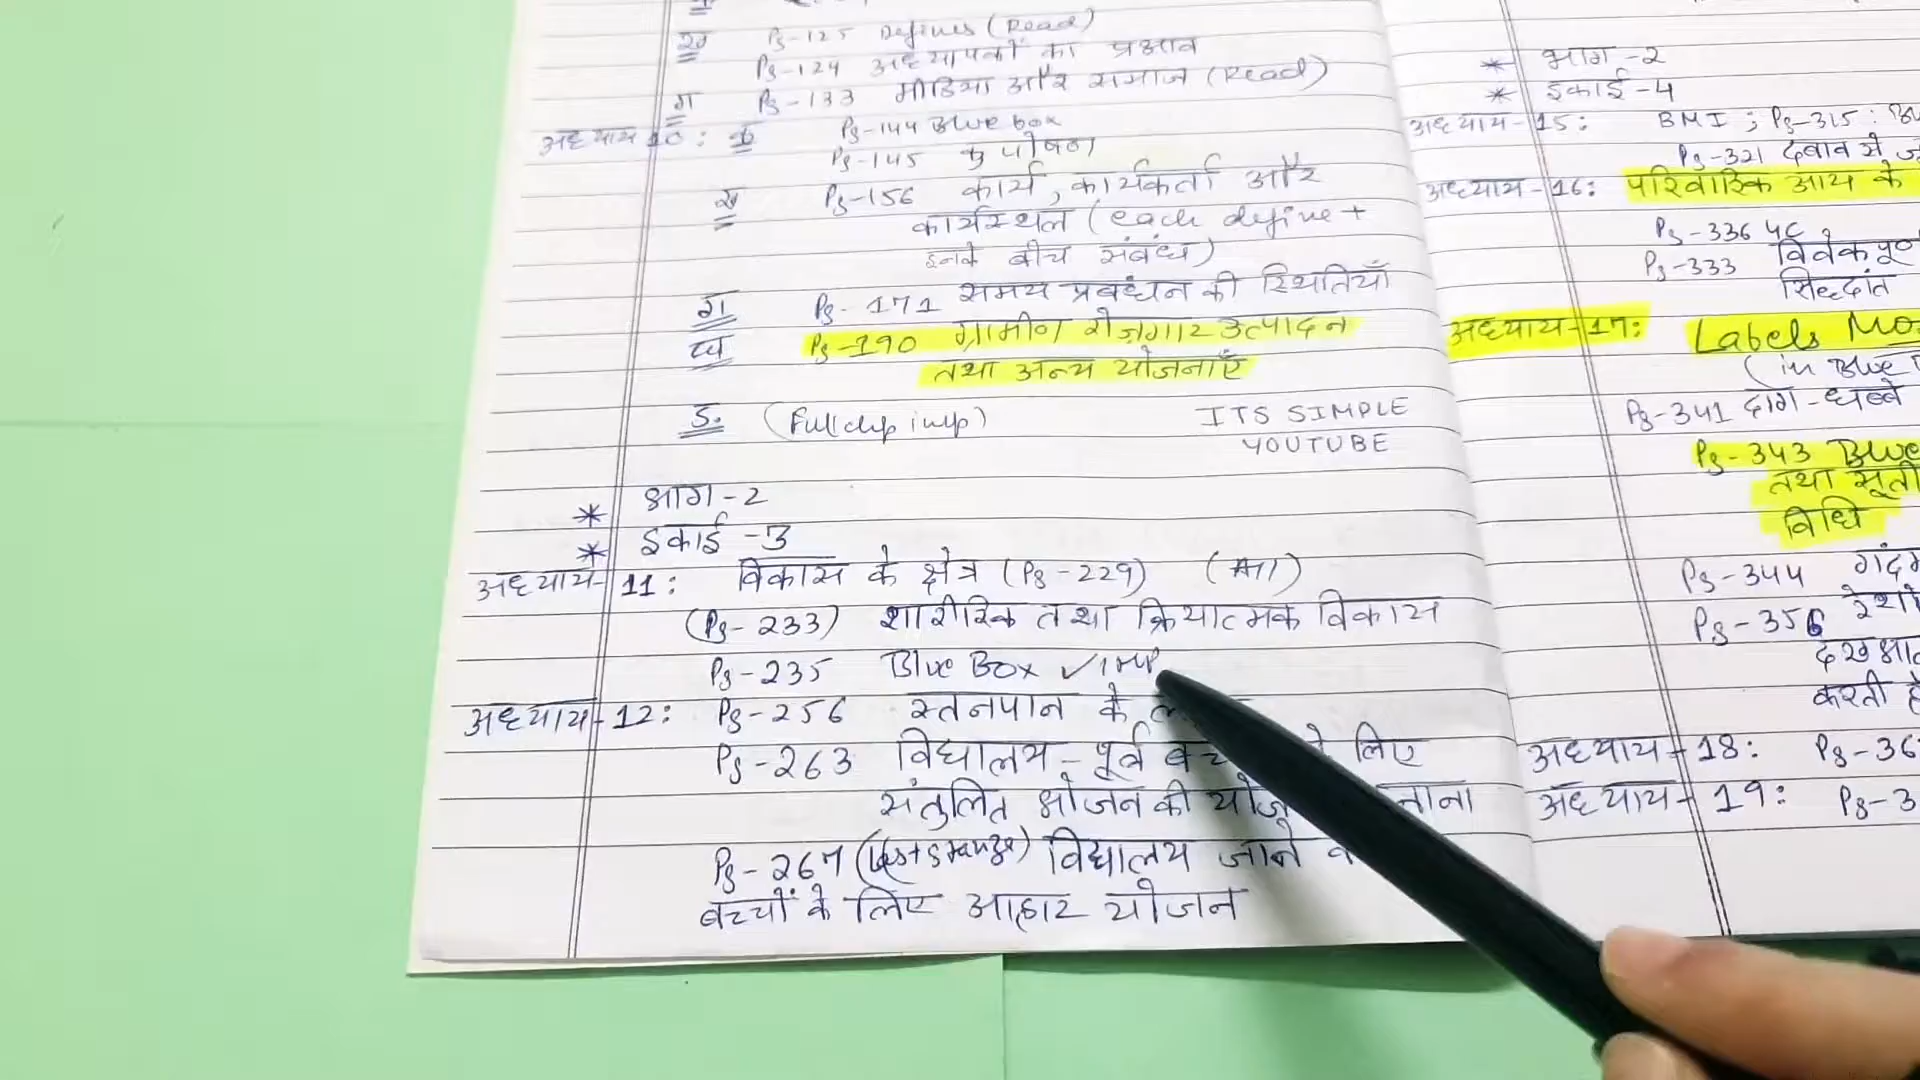 ख Pg-125 Defines (Read)
Pg-124 अध्यापकों का प्रभाव
ग Pg-133 मीडिया और समाज (Read)
अध्याय 10: Pg-144 Blue box
Pg-145 कुपोषण
ख Pg-156 कार्य, कार्यकर्ता और
कार्यस्थल (each define +
इनके बीच संबंध)
ग Pg-171 समय प्रबंधन की स्थितियाँ
घ Pg-190 ग्रामीण रोज़गार उत्पादन
तथा अन्य योजनाएँ
ड. (Full chp imp)
ITS SIMPLE
YOUTUBE
* भाग-2
* इकाई-3
अध्याय-11: विकास के क्षेत्र (Pg-229) (All)
(Pg-233) शारीरिक तथा क्रियात्मक विकास
Pg-235 Blue Box ✓ IMP
अध्याय-12: Pg-256 स्तनपान के
Pg-263 विद्यालय-पूर्व लिए
संतुलित भोजन की
Pg-267 विद्यालय जाने
बच्चों के लिए आहार योजन
* भाग-2
* इकाई-4
अध्याय-15: BMI ; Pg-315:
Pg-321 दबाव से
अध्याय-16: परिवारिक आय के
Pg-336 4C
Pg-333
सिद्धांत
अध्याय-17: Labels
(in Blue
Pg-341 दाग-धब्बे
Pg-343 Blue
तथा सूती
विधि
Pg-344
Pg-356
करती
अध्याय-18:
अध्याय-19: